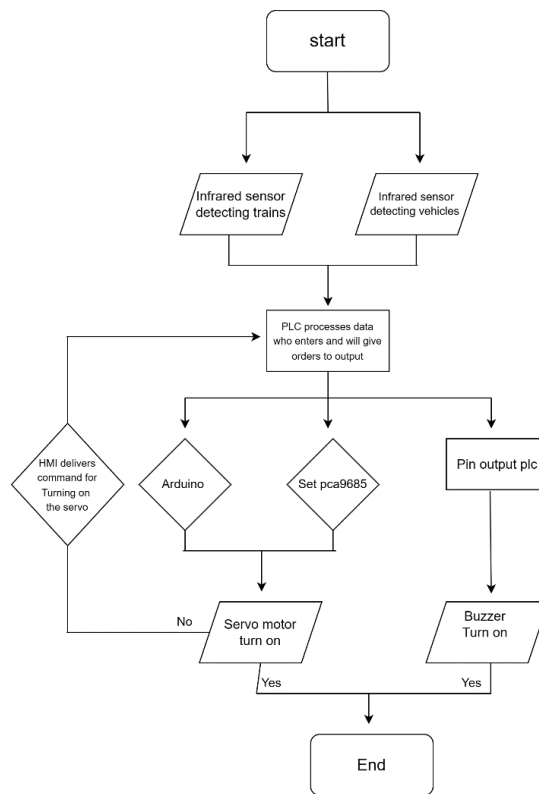 start
Infrared sensor
detecting trains
Infrared sensor
detecting vehicles
PLC processes data
who enters and will give
orders to output
HMI delivers
command for
Turning on
the servo
Arduino
Set pca9685
Pin output plc
No
Servo motor
turn on
Buzzer
Turn on
Yes
Yes
End